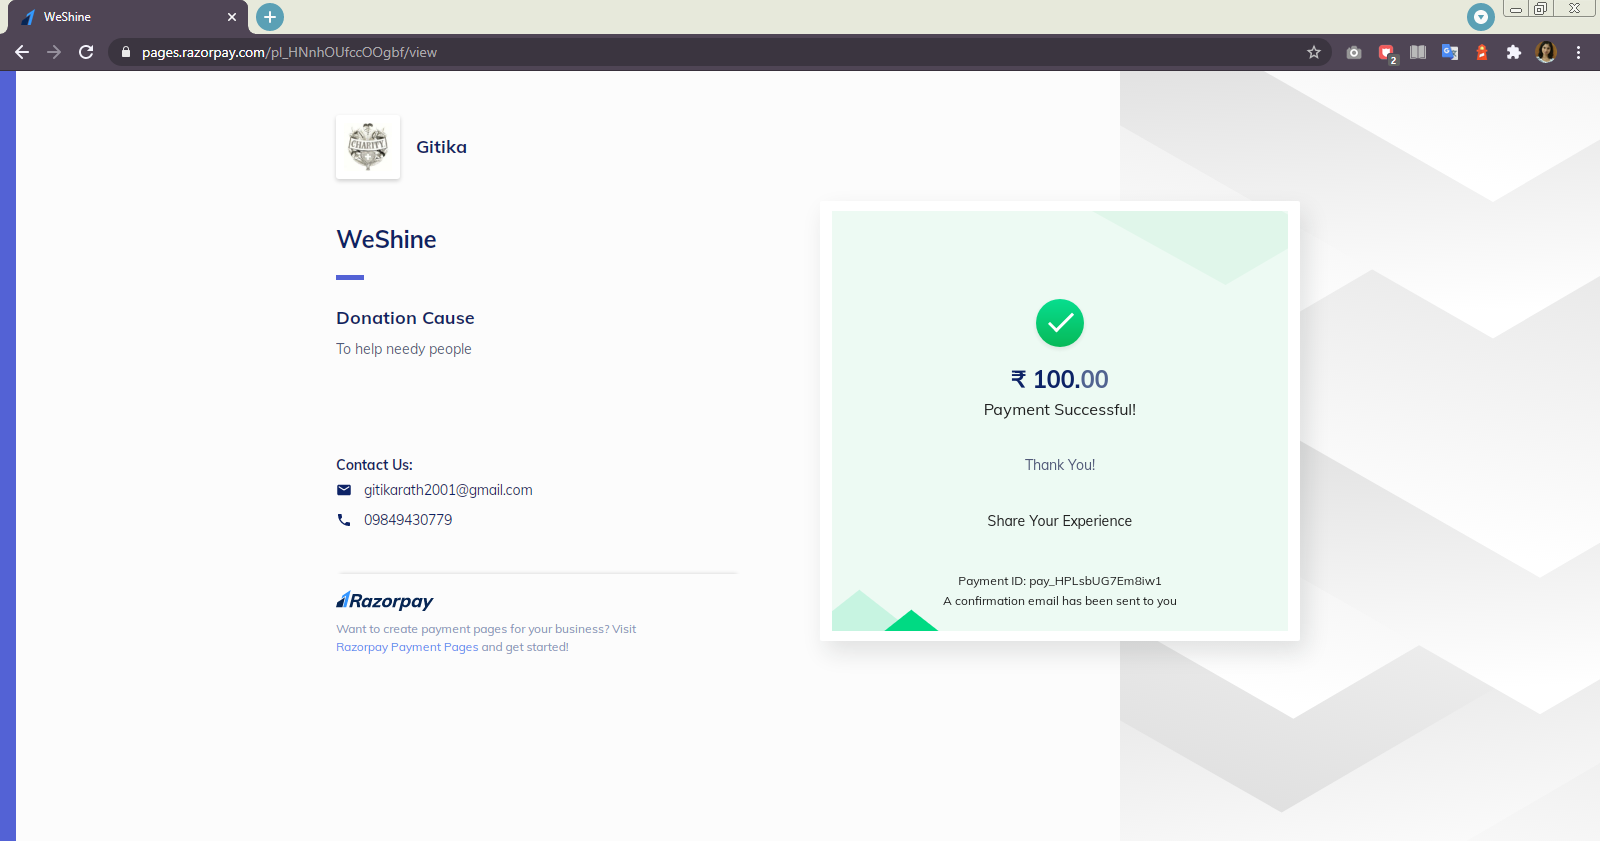 WeShine
pages.razorpay.com/pl_HNnhOUfccOOgbf/view
2
CHARITY
Gitika
WeShine
Donation Cause
To help needy people
Contact Us:
gitikarath2001@gmail.com
09849430779
Razorpay
Want to create payment pages for your business? Visit
Razorpay Payment Pages and get started!
₹ 100.00
Payment Successful!
Thank You!
Share Your Experience
Payment ID: pay_HPLsbUG7Em8iw1
A confirmation email has been sent to you